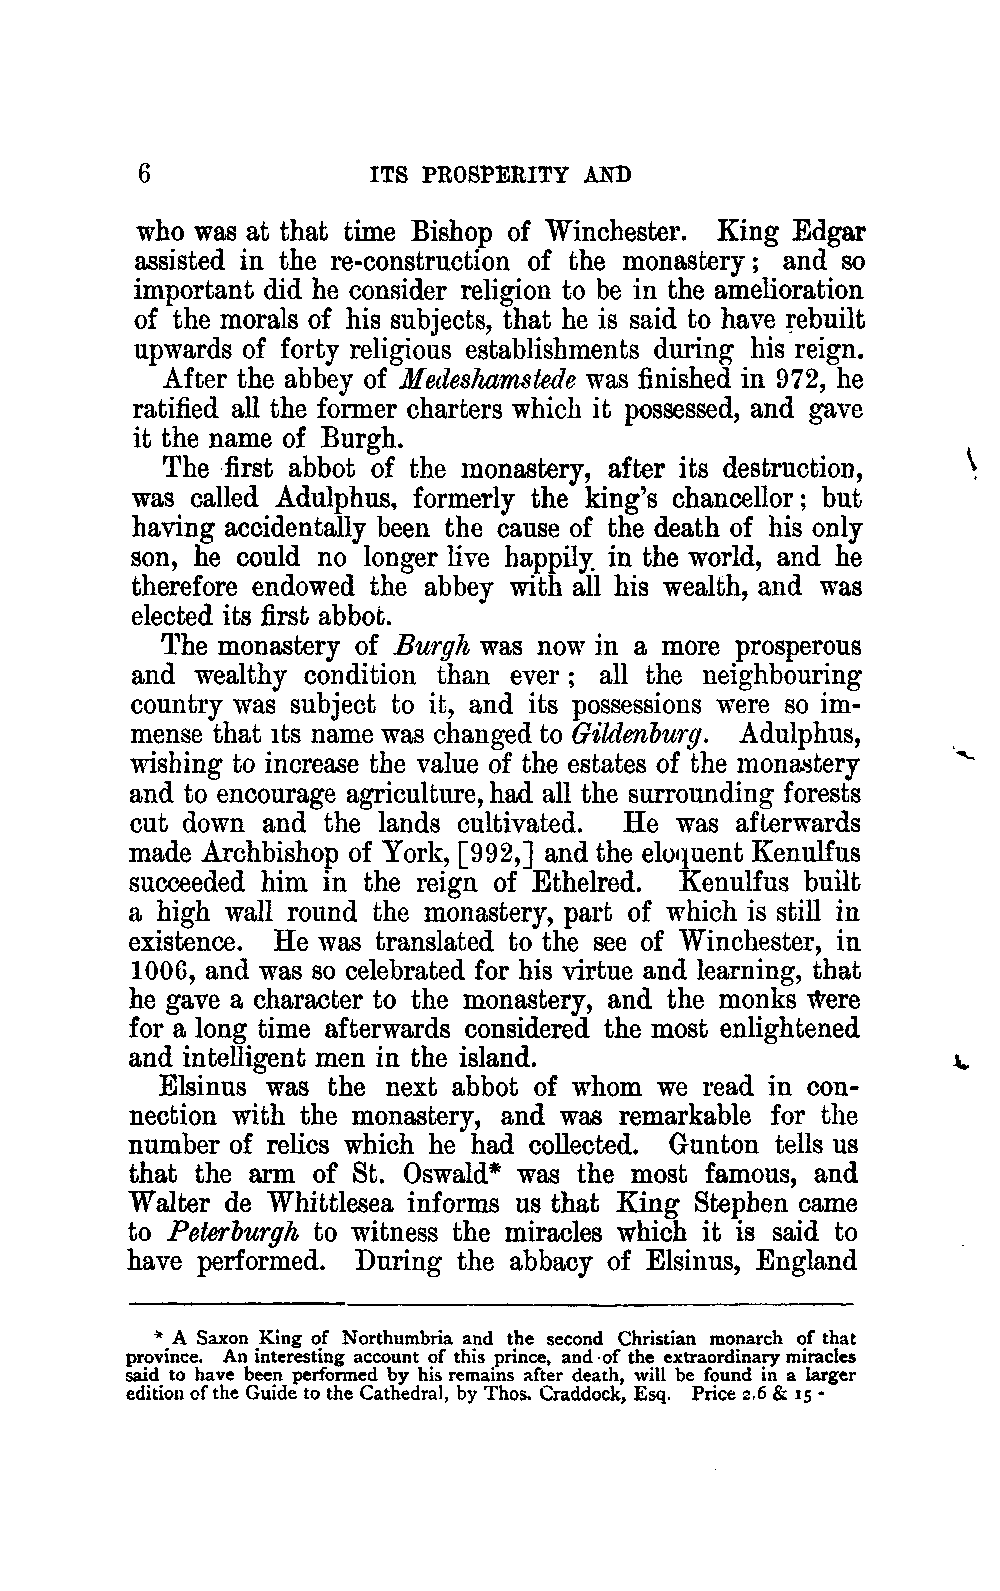 6 ITS PROSPERITY AND
who was at that time Bishop of Winchester. King Edgar
assisted in the re-construction of the monastery; and so
important did he consider religion to be in the amelioration
of the morals of his subjects, that he is said to have rebuilt
upwards of forty religious establishments during his reign.
After the abbey of Medeshamstede was finished in 972, he
ratified all the former charters which it possessed, and gave
it the name of Burgh.
The first abbot of the monastery, after its destruction,
was called Adulphus, formerly the king's chancellor; but
having accidentally been the cause of the death of his only
son, he could no longer live happily in the world, and he
therefore endowed the abbey with all his wealth, and was
elected its first abbot.
The monastery of Burgh was now in a more prosperous
and wealthy condition than ever; all the neighbouring
country was subject to it, and its possessions were so im-
mense that its name was changed to Gildenburg. Adulphus,
wishing to increase the value of the estates of the monastery
and to encourage agriculture, had all the surrounding forests
cut down and the lands cultivated. He was afterwards
made Archbishop of York, [992,] and the eloquent Kenulfus
succeeded him in the reign of Ethelred. Kenulfus built
a high wall round the monastery, part of which is still in
existence. He was translated to the see of Winchester, in
1006, and was so celebrated for his virtue and learning, that
he gave a character to the monastery, and the monks were
for a long time afterwards considered the most enlightened
and intelligent men in the island.
Elsinus was the next abbot of whom we read in con-
nection with the monastery, and was remarkable for the
number of relics which he had collected. Gunton tells us
that the arm of St. Oswald* was the most famous, and
Walter de Whittlesea informs us that King Stephen came
to Peterburgh to witness the miracles which it is said to
have performed. During the abbacy of Elsinus, England
* A Saxon King of Northumbria and the second Christian monarch of that
province. An interesting account of this prince, and of the extraordinary miracles
said to have been performed by his remains after death, will be found in a larger
edition of the Guide to the Cathedral, by Thos. Craddock, Esq. Price 2.6 & 15 -